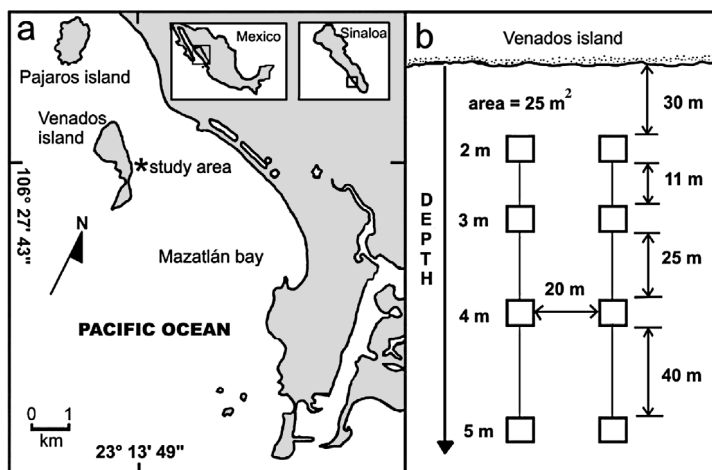 a
Mexico
Sinaloa
Pajaros island
Venados
island
*study area
106° 27' 43"
N
Mazatlán bay
PACIFIC OCEAN
0 1
km
23° 13' 49"
b
Venados island
area = 25 m²
30 m
2 m
11 m
DEPTH
3 m
25 m
20 m
4 m
40 m
5 m